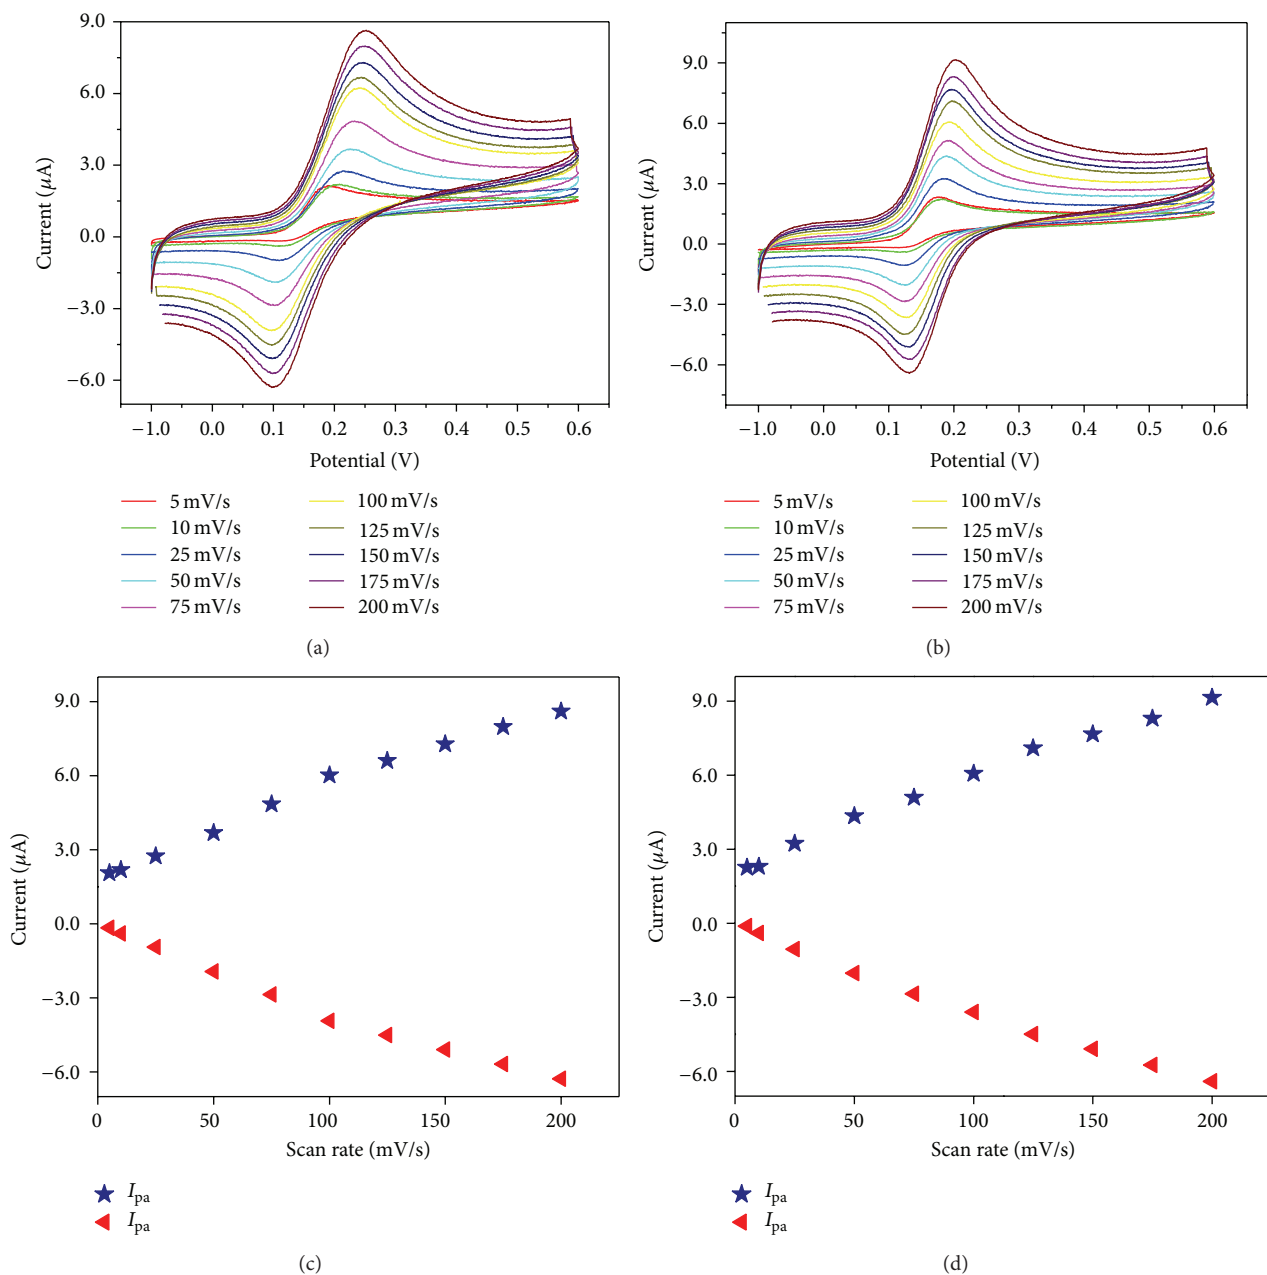 9.0
6.0
3.0
0.0
−3.0
−6.0
Current (μA)
−1.0 0.0 0.1 0.2 0.3 0.4 0.5 0.6
Potential (V)
5 mV/s
10 mV/s
25 mV/s
50 mV/s
75 mV/s
100 mV/s
125 mV/s
150 mV/s
175 mV/s
200 mV/s
(a)
9.0
6.0
3.0
0.0
−3.0
−6.0
Current (μA)
−1.0 0.0 0.1 0.2 0.3 0.4 0.5 0.6
Potential (V)
5 mV/s
10 mV/s
25 mV/s
50 mV/s
75 mV/s
100 mV/s
125 mV/s
150 mV/s
175 mV/s
200 mV/s
(b)
9.0
6.0
3.0
0.0
−3.0
−6.0
Current (μA)
0 50 100 150 200
Scan rate (mV/s)
Ipa
Ipa
(c)
9.0
6.0
3.0
0.0
−3.0
−6.0
Current (μA)
0 50 100 150 200
Scan rate (mV/s)
Ipa
Ipa
(d)